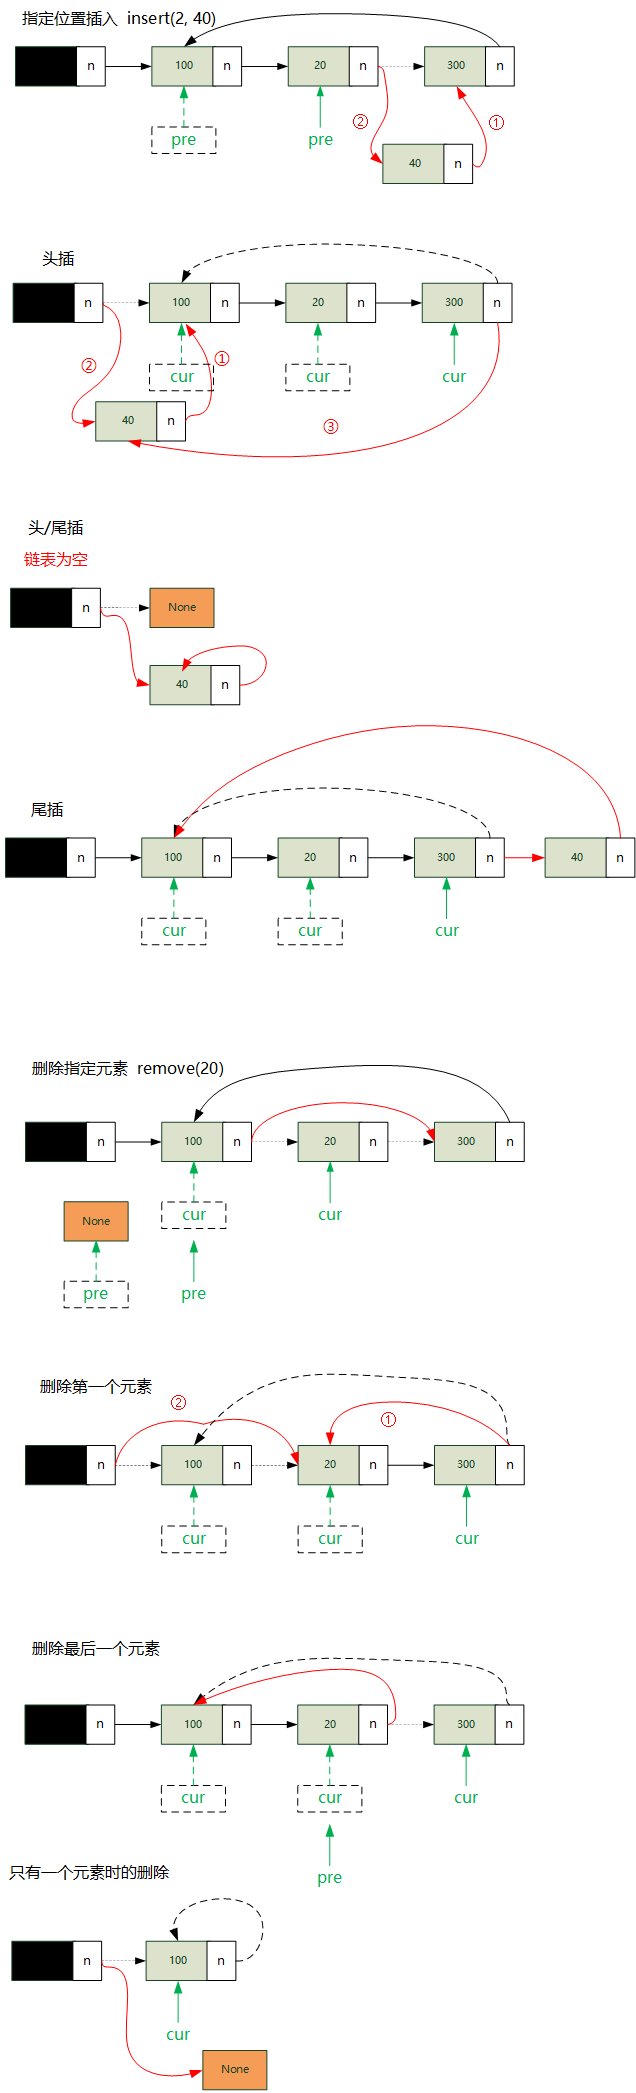 指定位置插入 insert(2, 40)
n 100 n 20 n 300 n
pre pre ② ①
40 n
头插
n 100 n 20 n 300 n
② cur ① cur cur
40 n ③
头/尾插
链表为空
n None
40 n
尾插
n 100 n 20 n 300 n 40 n
cur cur cur
删除指定元素 remove(20)
n 100 n 20 n 300 n
cur cur
None
pre pre
删除第一个元素
② ①
n 100 n 20 n 300 n
cur cur cur
删除最后一个元素
n 100 n 20 n 300 n
cur cur cur
pre
只有一个元素时的删除
n 100 n
cur
None